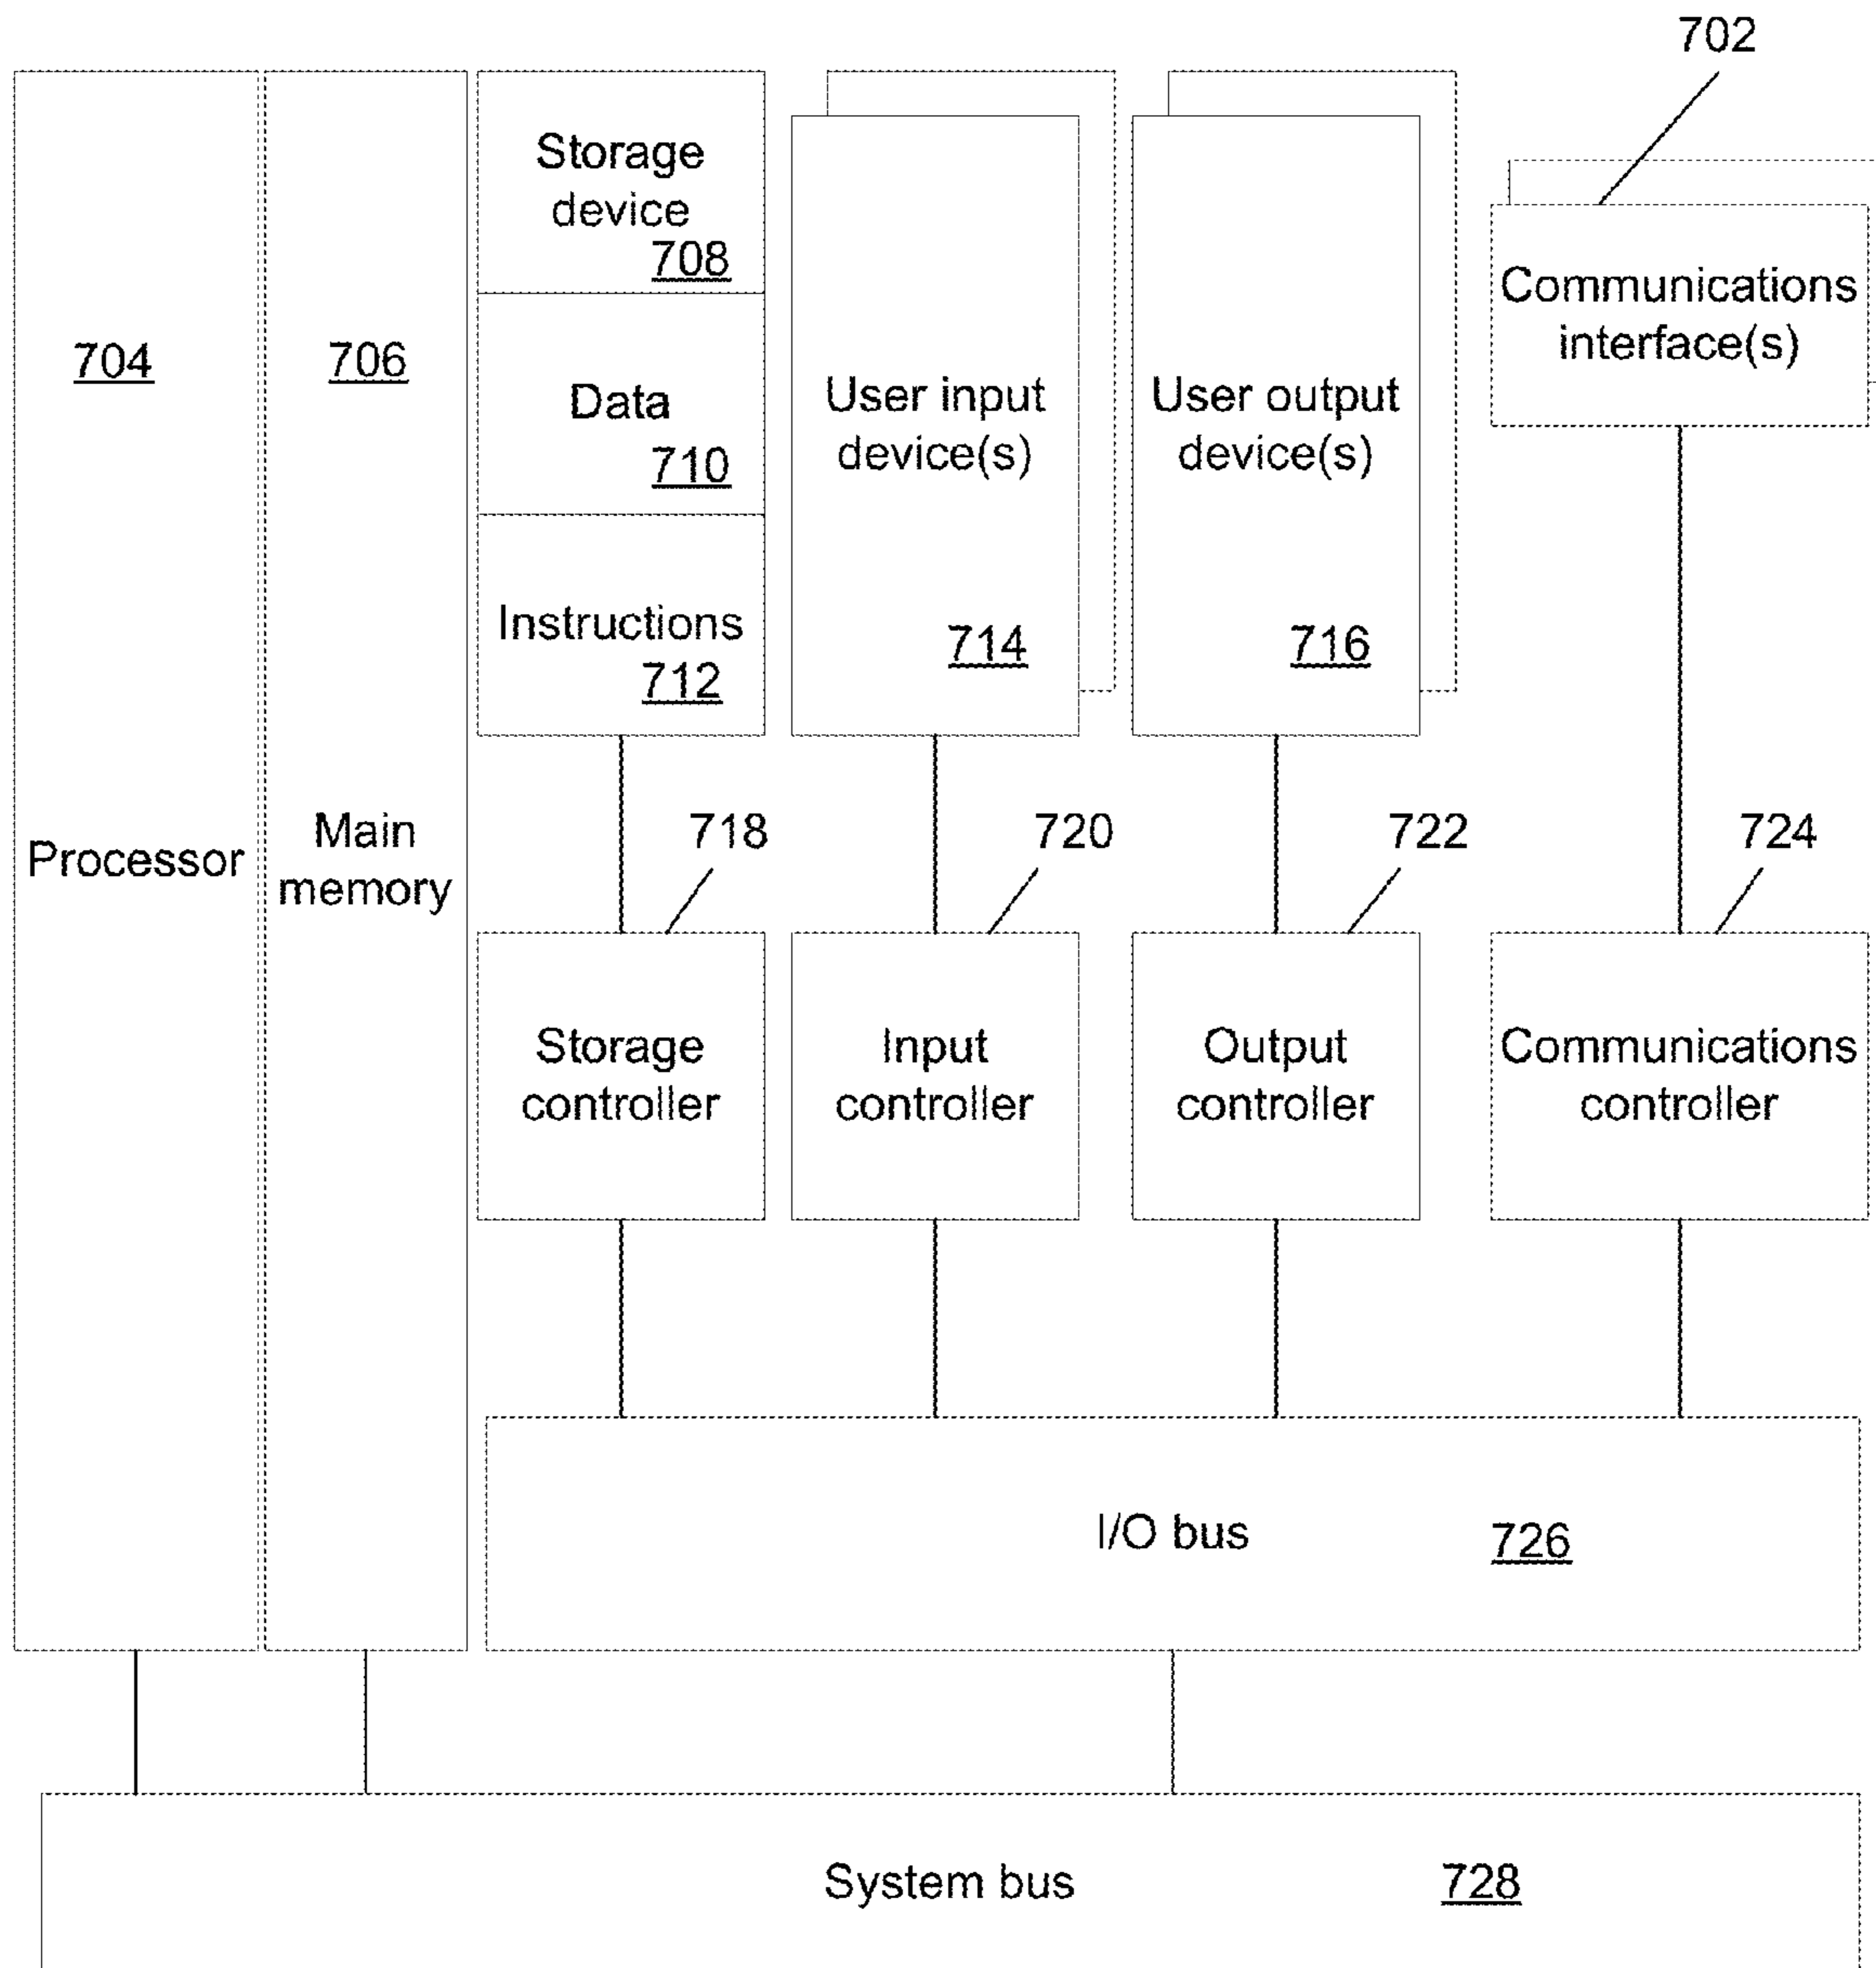 702
Storage
device
708
Communications
interface(s)
704
706
Data
710
User input
device(s)
User output
device(s)
Instructions
712
714
716
Processor
Main
memory
718
720
722
724
Storage
controller
Input
controller
Output
controller
Communications
controller
I/O bus
726
System bus
728